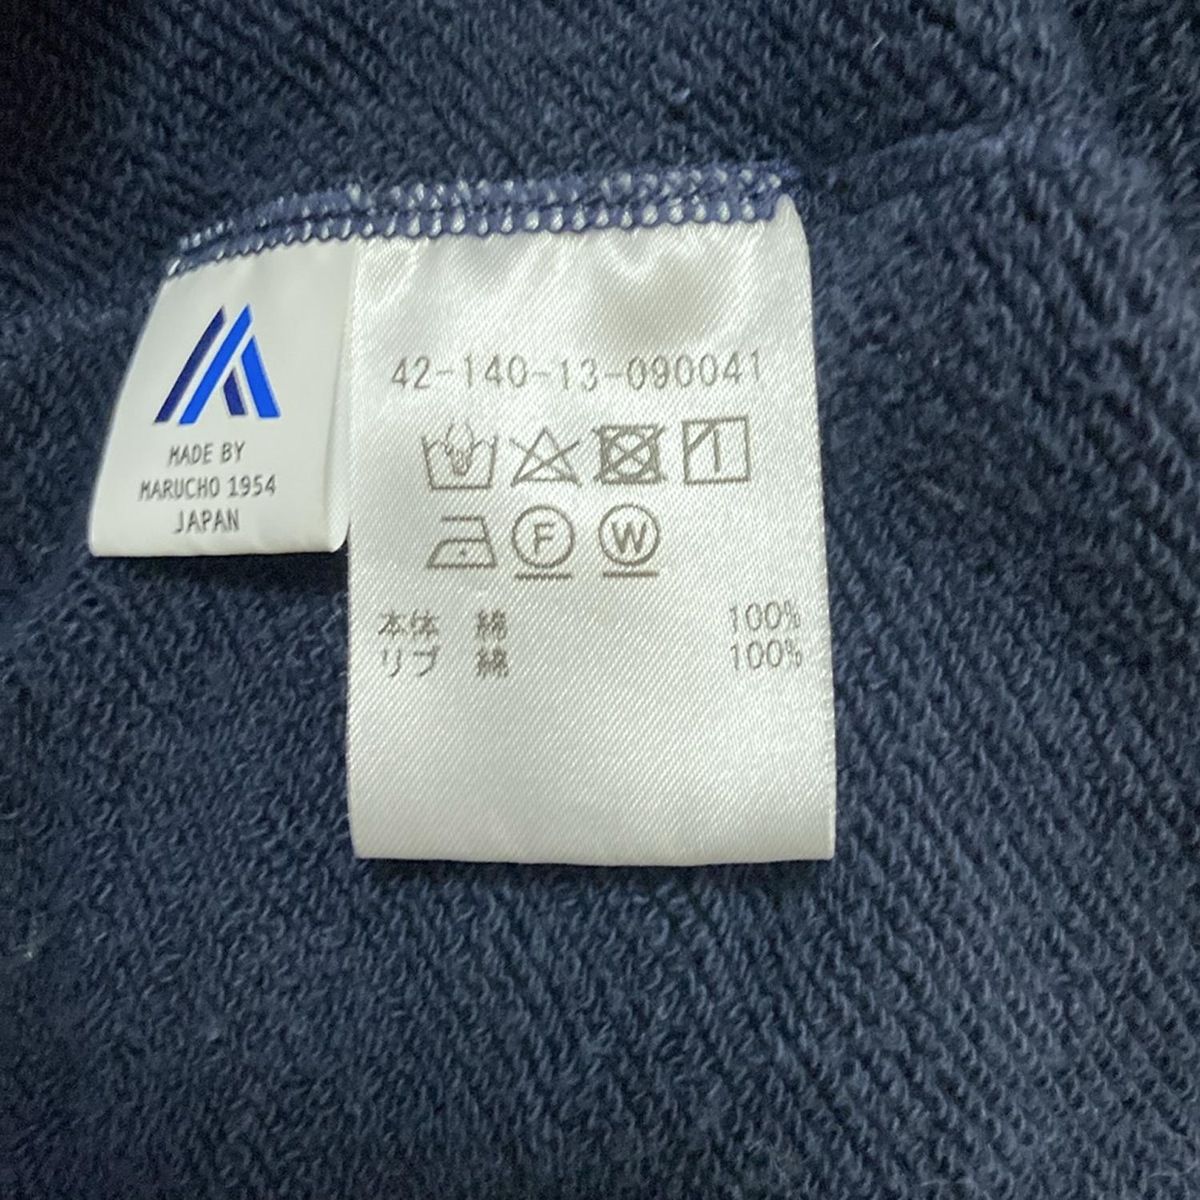 MADE BY
MARUCHO 1954
JAPAN
42-140-13-090041
F W
本体 綿 100%
リブ 綿 100%